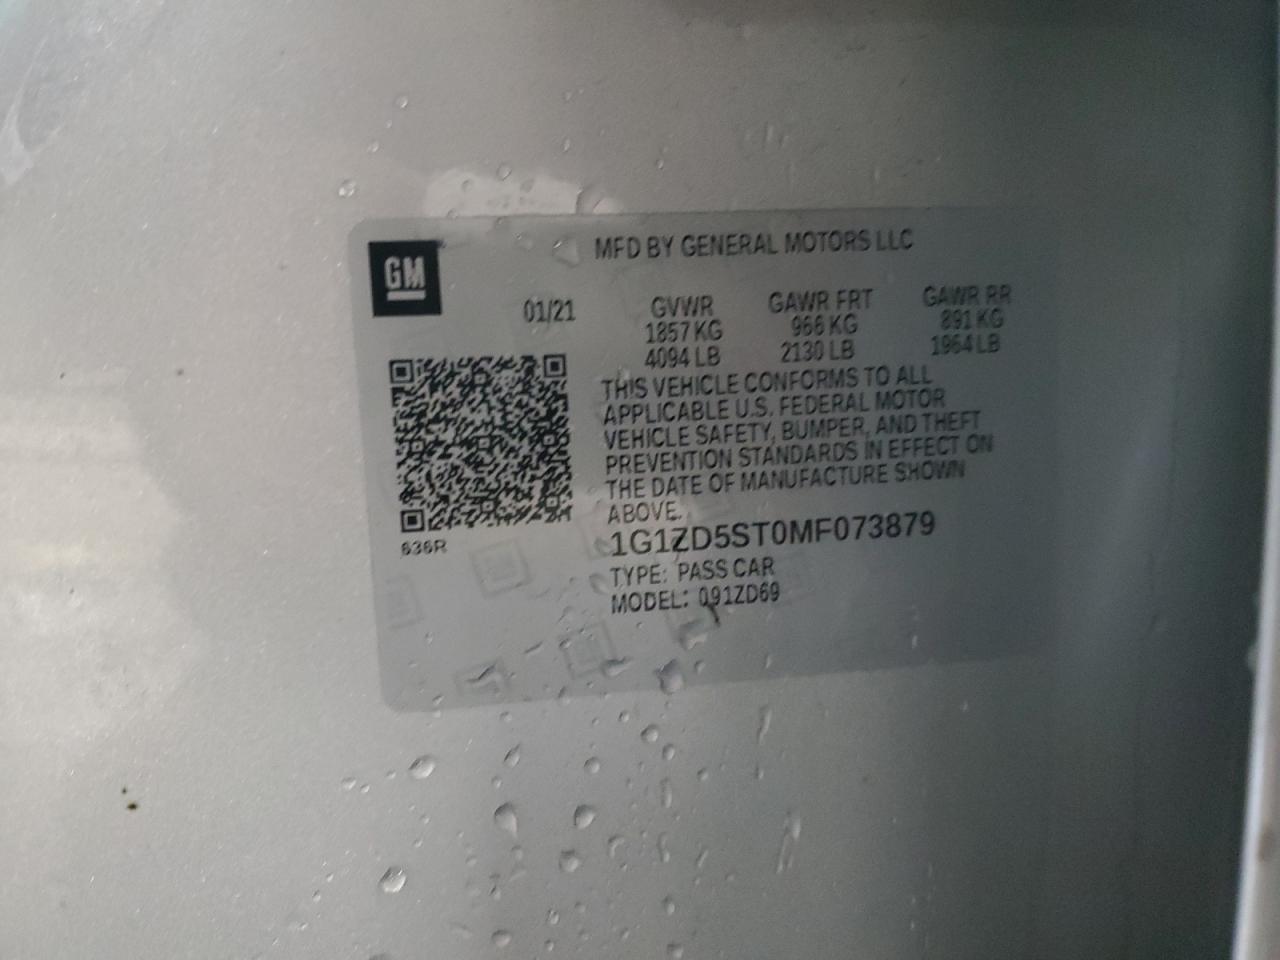 GM
MFD BY GENERAL MOTORS LLC
01/21
GVWR GAWR FRT GAWR RR
1857 KG 966 KG 891 KG
4094 LB 2130 LB 1964 LB
THIS VEHICLE CONFORMS TO ALL
APPLICABLE U.S. FEDERAL MOTOR
VEHICLE SAFETY, BUMPER, AND THEFT
PREVENTION STANDARDS IN EFFECT ON
THE DATE OF MANUFACTURE SHOWN
ABOVE.
636R
1G1ZD5ST0MF073879
TYPE: PASS CAR
MODEL: 091ZD69